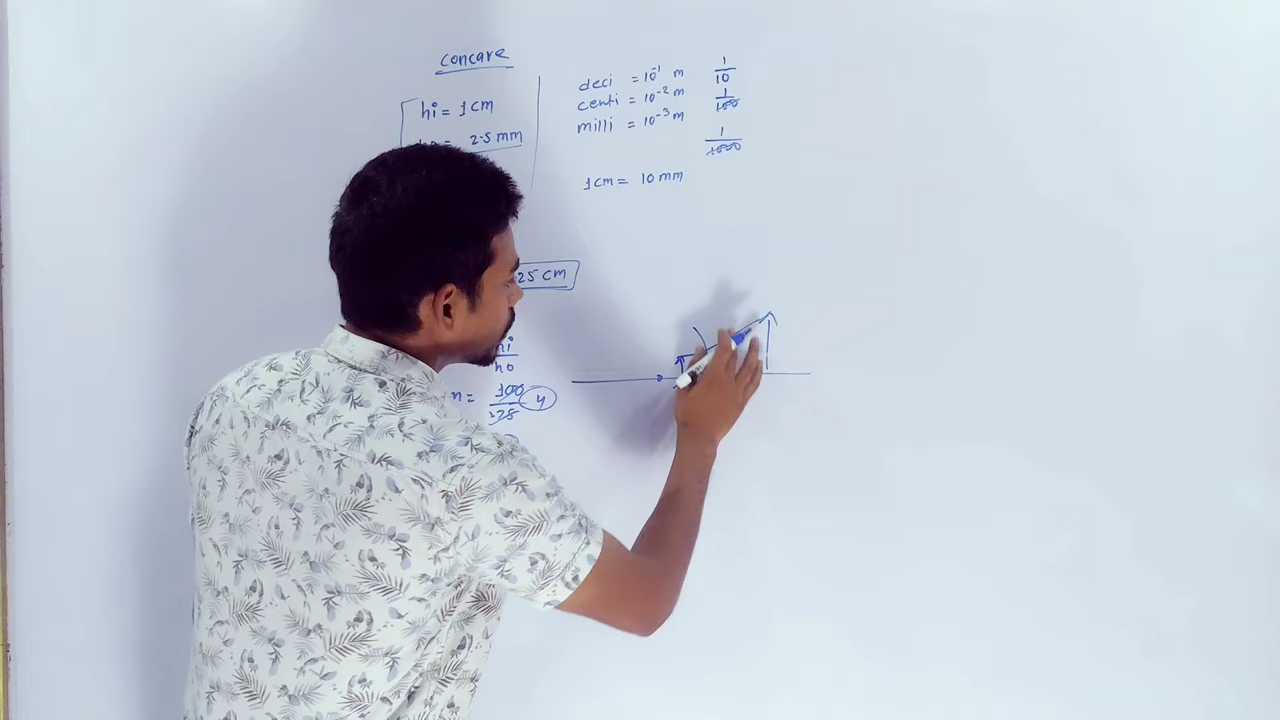 concave
hi = 1 cm
2.5 mm
deci = 10⁻¹ m 1/10
centi = 10⁻² m 1/100
milli = 10⁻³ m 1/1000
1 cm = 10 mm
25 cm
hi/ho
= 100/25 4